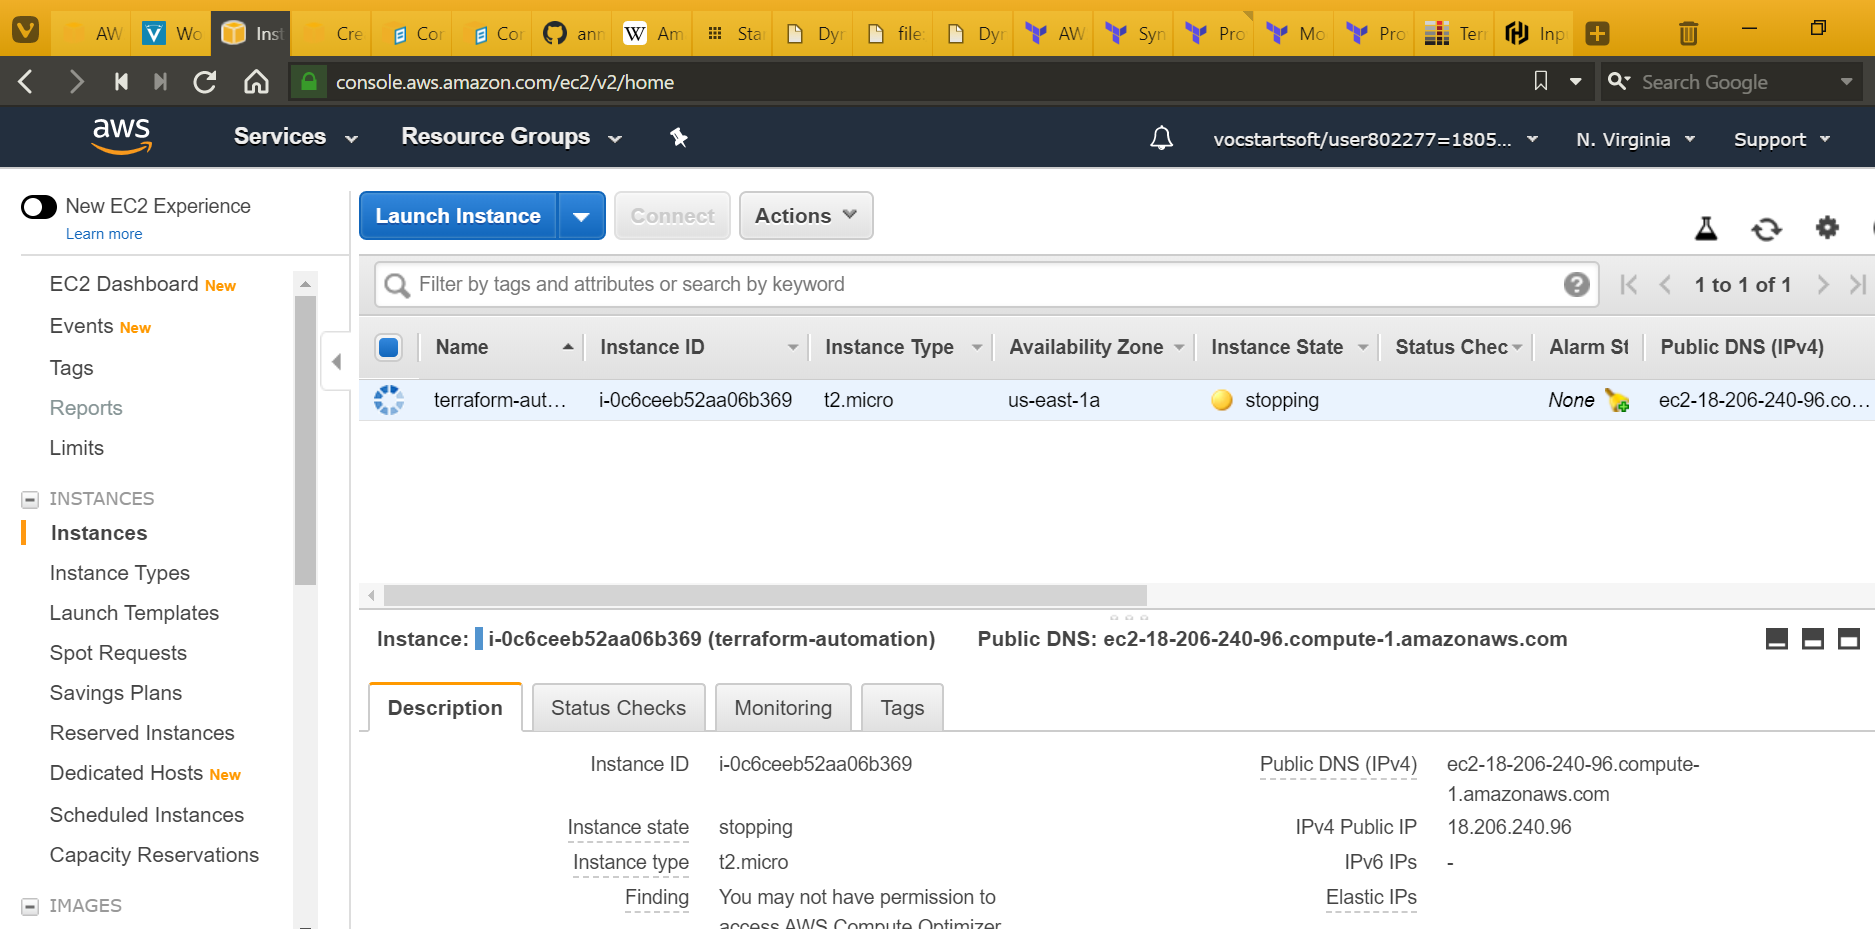 AW
Wo
Inst
Cre
Cor
Cor
ann
W Am
Star
Dyr
file:
Dyr
AW
Syn
Pro
Mo
Pro
Terr
Inp
console.aws.amazon.com/ec2/v2/home
Search Google
aws
Services
Resource Groups
vocstartsoft/user802277=1805...
N. Virginia
Support
New EC2 Experience
Learn more
EC2 Dashboard New
Events New
Tags
Reports
Limits
INSTANCES
Instances
Instance Types
Launch Templates
Spot Requests
Savings Plans
Reserved Instances
Dedicated Hosts New
Scheduled Instances
Capacity Reservations
IMAGES
Launch Instance
Connect
Actions
Filter by tags and attributes or search by keyword
1 to 1 of 1
Name
Instance ID
Instance Type
Availability Zone
Instance State
Status Chec
Alarm St
Public DNS (IPv4)
terraform-aut...
i-0c6ceeb52aa06b369
t2.micro
us-east-1a
stopping
None
ec2-18-206-240-96.co...
Instance: i-0c6ceeb52aa06b369 (terraform-automation)
Public DNS: ec2-18-206-240-96.compute-1.amazonaws.com
Description
Status Checks
Monitoring
Tags
Instance ID
i-0c6ceeb52aa06b369
Instance state
stopping
Instance type
t2.micro
Finding
You may not have permission to
access AWS Compute Optimizer
Public DNS (IPv4)
ec2-18-206-240-96.compute-
1.amazonaws.com
IPv4 Public IP
18.206.240.96
IPv6 IPs
-
Elastic IPs